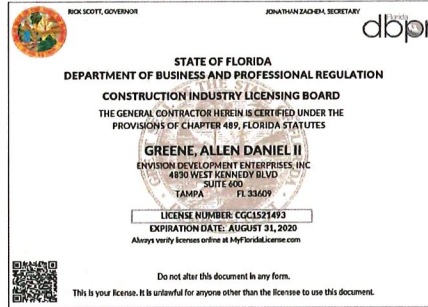 RICK SCOTT, GOVERNOR
JONATHAN ZACHEM, SECRETARY
Florida
dbpr
STATE OF FLORIDA
DEPARTMENT OF BUSINESS AND PROFESSIONAL REGULATION
CONSTRUCTION INDUSTRY LICENSING BOARD
THE GENERAL CONTRACTOR HEREIN IS CERTIFIED UNDER THE
PROVISIONS OF CHAPTER 489, FLORIDA STATUTES
GREENE, ALLEN DANIEL II
ENVISION DEVELOPMENT ENTERPRISES, INC
4830 WEST KENNEDY BLVD
SUITE 600
TAMPA FL 33609
LICENSE NUMBER: CGC1521493
EXPIRATION DATE: AUGUST 31, 2020
Always verify licenses online at MyFloridaLicense.com
Do not alter this document in any form.
This is your license. It is unlawful for anyone other than the licensee to use this document.